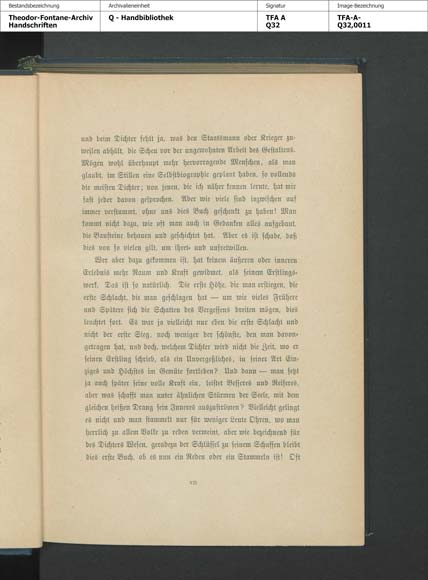 Bestandsbezeichnung
Theodor-Fontane-Archiv
Handschriften
Archivalieneinheit
Q - Handbibliothek
Signatur
TFA A
Q32
Image-Bezeichnung
TFA-A-
Q32,0011
und beim Dichter fehlt ja, was den Staatsmann oder Krieger zu-
weilen abhält, die Scheu vor der ungewohnten Arbeit des Gestaltens.
Mögen wohl überhaupt mehr hervorragende Menschen, als man
glaubt, im Stillen eine Selbstbiographie geplant haben, so vollends
die meisten Dichter; von jenen, die ich näher kennen lernte, hat mir
fast jeder davon gesprochen. Aber wie viele sind inzwischen auf
immer verstummt, ohne uns dies Buch geschenkt zu haben! Man
kommt nicht dazu, wie oft man auch in Gedanken alles aufgebaut,
die Bausteine behauen und geschichtet hat. Aber es ist schade, daß
dies von so vielen gilt, um ihret- und unsertwillen.
Wer aber dazu gekommen ist, hat keinem äußeren oder inneren
Erlebnis mehr Raum und Kraft gewidmet, als seinem Erstlings-
werk. Das ist so natürlich. Die erste Höhe, die man erstiegen, die
erste Schlacht, die man geschlagen hat — um wie vieles Frühere
und Spätere sich die Schatten des Vergessens breiten mögen, dies
leuchtet fort. Es war ja vielleicht nur eben die erste Schlacht und
nicht der erste Sieg, noch weniger der schönste, den man davon-
getragen hat, und doch, welchem Dichter wird nicht die Zeit, wo er
seinen Erstling schrieb, als ein Unvergeßliches, in seiner Art Ein-
ziges und Höchstes im Gemüte fortleben? Und dann — man setzt
ja auch später seine volle Kraft ein, leistet Besseres und Reiferes,
aber was schafft man unter ähnlichen Stürmen der Seele, mit dem
gleichen heißen Drang sein Inneres auszuströmen? Vielleicht gelingt
es nicht und man stammelt nur für weniger Leute Ohren, wo man
herrlich zu allem Volke zu reden vermeint, aber wie bezeichnend für
des Dichters Wesen, geradezu der Schlüssel zu seinem Schaffen bleibt
dies erste Buch, ob es nun ein Reden oder ein Stammeln ist! Oft
VII